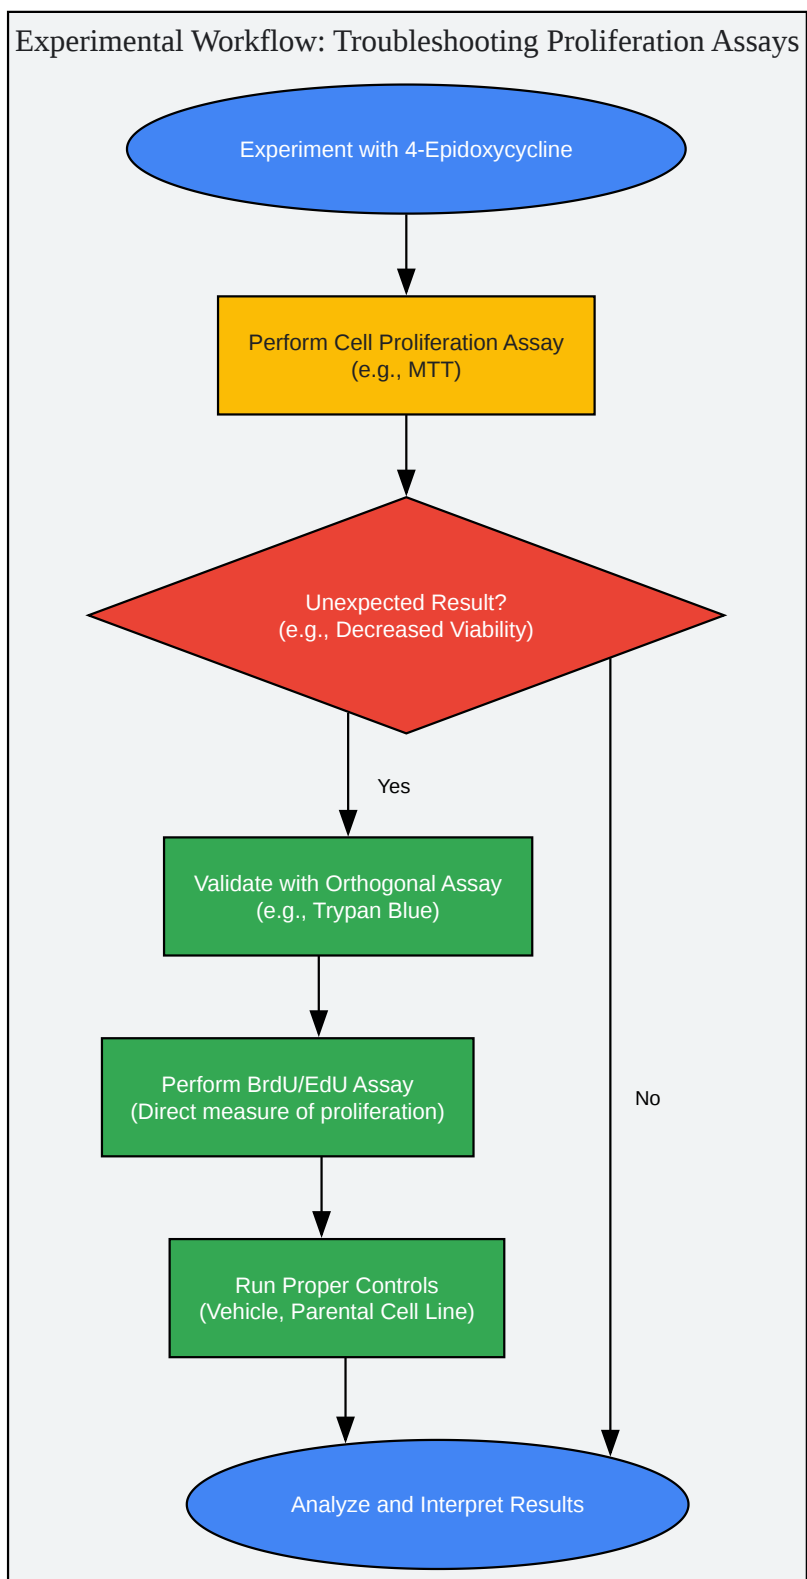 Experimental Workflow: Troubleshooting Proliferation Assays
Experiment with 4-Epidoxycycline
Perform Cell Proliferation Assay
(e.g., MTT)
Unexpected Result?
(e.g., Decreased Viability)
Yes
Validate with Orthogonal Assay
(e.g., Trypan Blue)
Perform BrdU/EdU Assay
(Direct measure of proliferation)
No
Run Proper Controls
(Vehicle, Parental Cell Line)
Analyze and Interpret Results